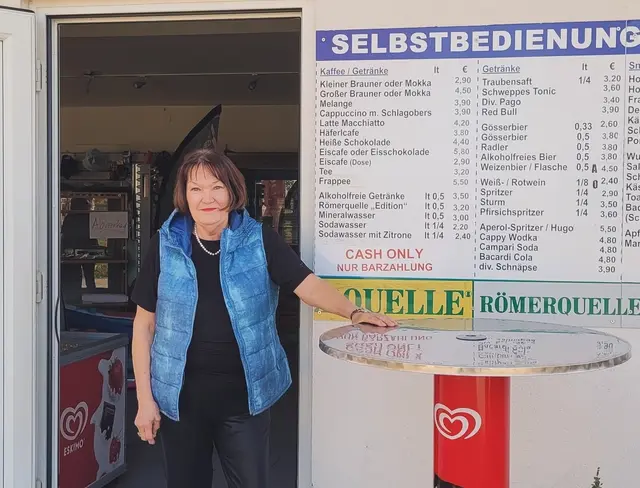 SELBSTBEDIENUNG
Kaffee / Getränke lt €
Kleiner Brauner oder Mokka 2,90
Großer Brauner oder Mokka 4,50
Melange 3,90
Cappuccino m. Schlagobers 3,90
Latte Macchiato 4,20
Häferlcafe 3,80
Heiße Schokolade 4,40
Eiscafe oder Eisschokolade 5,80
Eiscafe (Dose) 2,90
Tee 3,20
Frappee 5,50
Alkoholfreie Getränke lt 0,5 3,50
Römerquelle „Edition" lt 0,5 3,20
Mineralwasser lt 0,5 3,00
Sodawasser lt 1/4 2,20
Sodawasser mit Zitrone lt 1/4 2,40
CASH ONLY
NUR BARZAHLUNG
Getränke lt €
Traubensaft 1/4 3,20
Schweppes Tonic 3,60
Div. Pago 3,40
Red Bull 3,90
Gösserbier 0,33 2,60
Gösserbier 0,5 3,80
Radler 0,5 3,80
Alkoholfreies Bier 0,5 3,80
Weizenbier / Flasche 0,5 4,50
Weiß- / Rotwein 1/8 2,40
Spritzer 1/4 2,90
Sturm 1/4 3,50
Pfirsichspritzer 1/4 3,60
Aperol-Spritzer / Hugo 5,50
Cappy Wodka 4,80
Campari Soda 4,80
Bacardi Cola 4,80
div. Schnäpse 3,90
QUELLE"
RÖMERQUELLE
ESKIMO